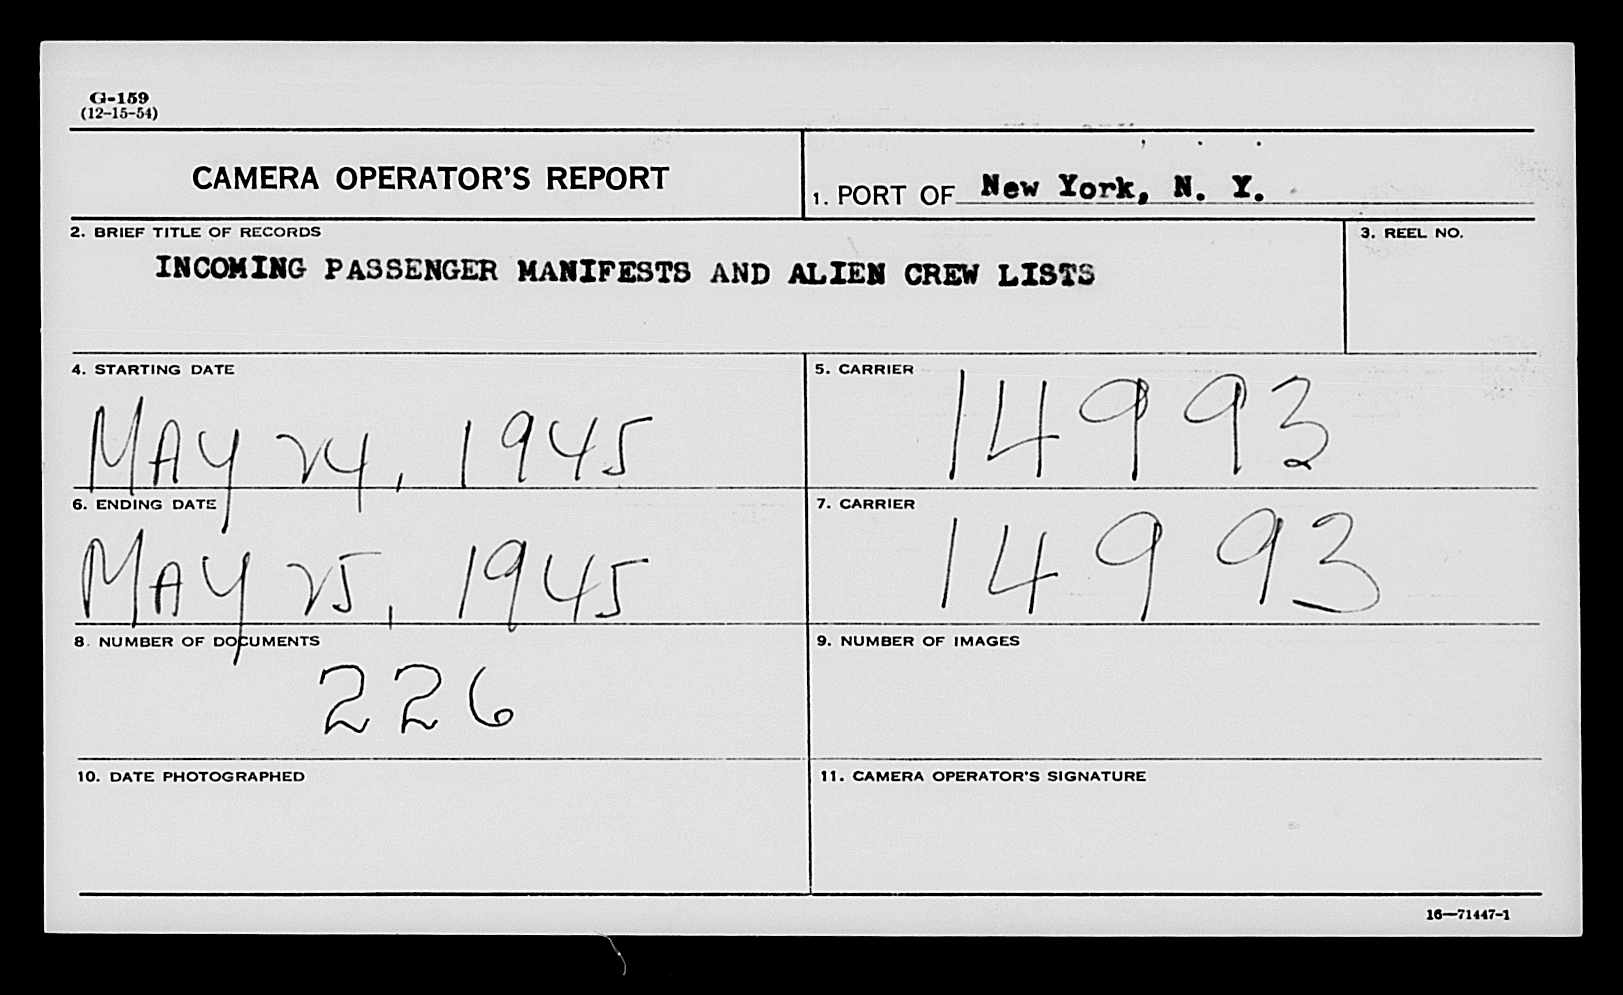 G-159
(12-15-54)
CAMERA OPERATOR'S REPORT
1. PORT OF New York, N. Y.
2. BRIEF TITLE OF RECORDS
INCOMING PASSENGER MANIFESTS AND ALIEN CREW LISTS
3. REEL NO.
4. STARTING DATE
MAY 24, 1945
5. CARRIER
14993
6. ENDING DATE
MAY 25, 1945
7. CARRIER
14993
8. NUMBER OF DOCUMENTS
226
9. NUMBER OF IMAGES
10. DATE PHOTOGRAPHED
11. CAMERA OPERATOR'S SIGNATURE
16—71447-1